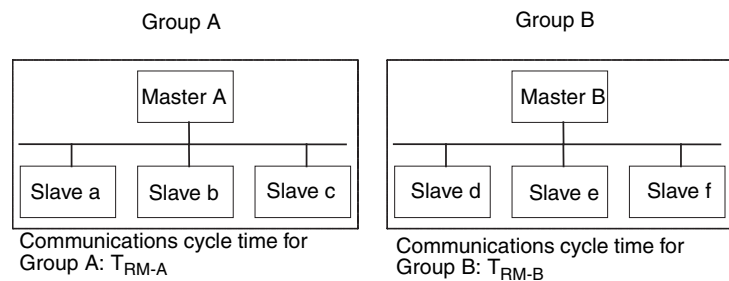 Group A
Group B
Master A
Master B
Slave a
Slave b
Slave c
Slave d
Slave e
Slave f
Communications cycle time for
Group A: TRM-A
Communications cycle time for
Group B: TRM-B